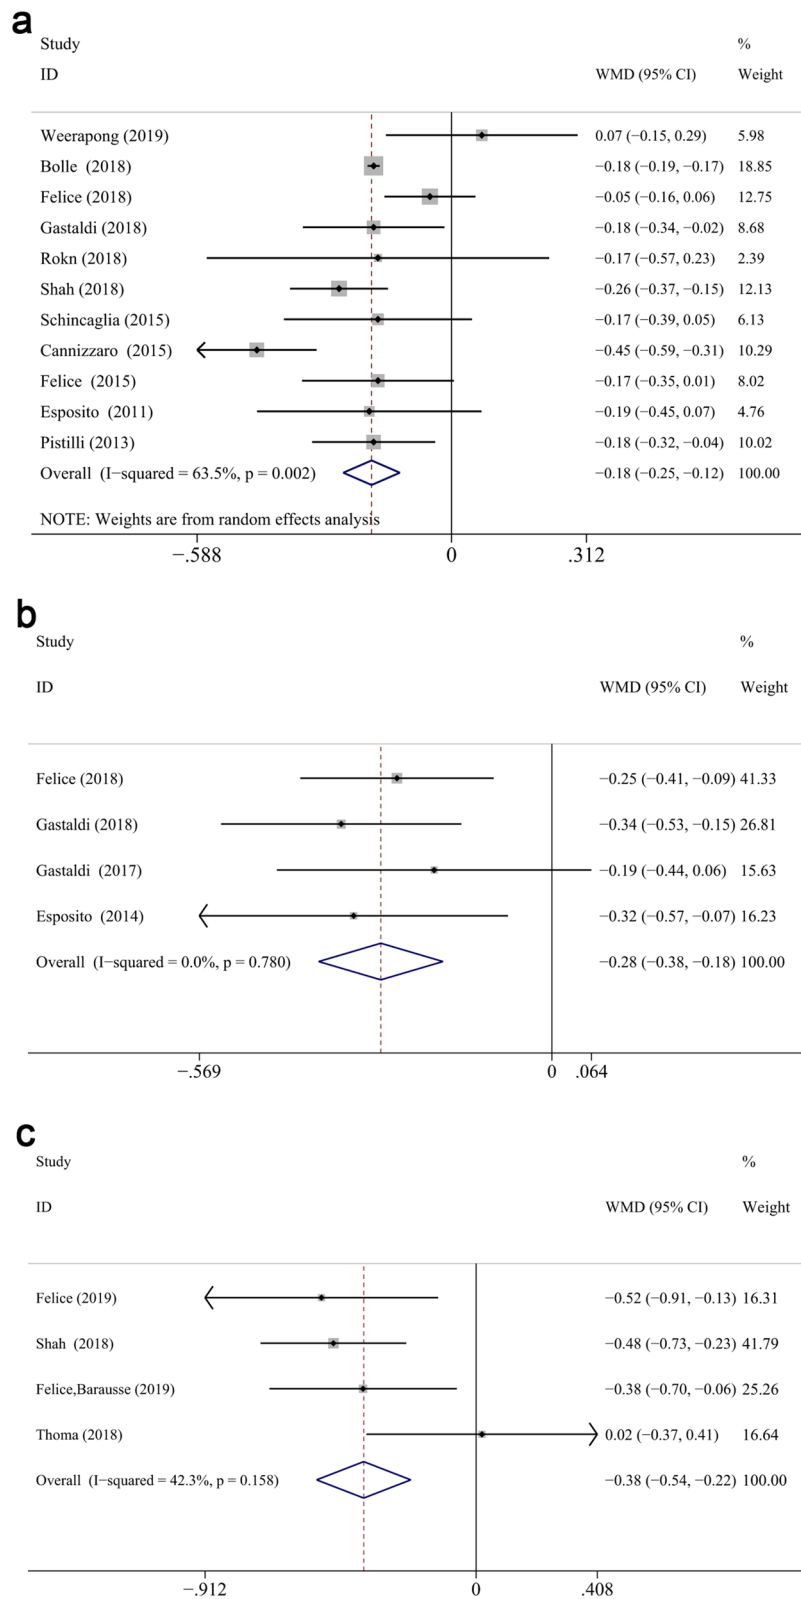 a
Study %
ID WMD (95% CI) Weight
Weerapong (2019) 0.07 (−0.15, 0.29) 5.98
Bolle (2018) −0.18 (−0.19, −0.17) 18.85
Felice (2018) −0.05 (−0.16, 0.06) 12.75
Gastaldi (2018) −0.18 (−0.34, −0.02) 8.68
Rokn (2018) −0.17 (−0.57, 0.23) 2.39
Shah (2018) −0.26 (−0.37, −0.15) 12.13
Schincaglia (2015) −0.17 (−0.39, 0.05) 6.13
Cannizzaro (2015) −0.45 (−0.59, −0.31) 10.29
Felice (2015) −0.17 (−0.35, 0.01) 8.02
Esposito (2011) −0.19 (−0.45, 0.07) 4.76
Pistilli (2013) −0.18 (−0.32, −0.04) 10.02
Overall (I−squared = 63.5%, p = 0.002) −0.18 (−0.25, −0.12) 100.00
NOTE: Weights are from random effects analysis
−.588 0 .312
b
Study %
ID WMD (95% CI) Weight
Felice (2018) −0.25 (−0.41, −0.09) 41.33
Gastaldi (2018) −0.34 (−0.53, −0.15) 26.81
Gastaldi (2017) −0.19 (−0.44, 0.06) 15.63
Esposito (2014) −0.32 (−0.57, −0.07) 16.23
Overall (I−squared = 0.0%, p = 0.780) −0.28 (−0.38, −0.18) 100.00
−.569 0 .064
c
Study %
ID WMD (95% CI) Weight
Felice (2019) −0.52 (−0.91, −0.13) 16.31
Shah (2018) −0.48 (−0.73, −0.23) 41.79
Felice,Barausse (2019) −0.38 (−0.70, −0.06) 25.26
Thoma (2018) 0.02 (−0.37, 0.41) 16.64
Overall (I−squared = 42.3%, p = 0.158) −0.38 (−0.54, −0.22) 100.00
−.912 0 .408